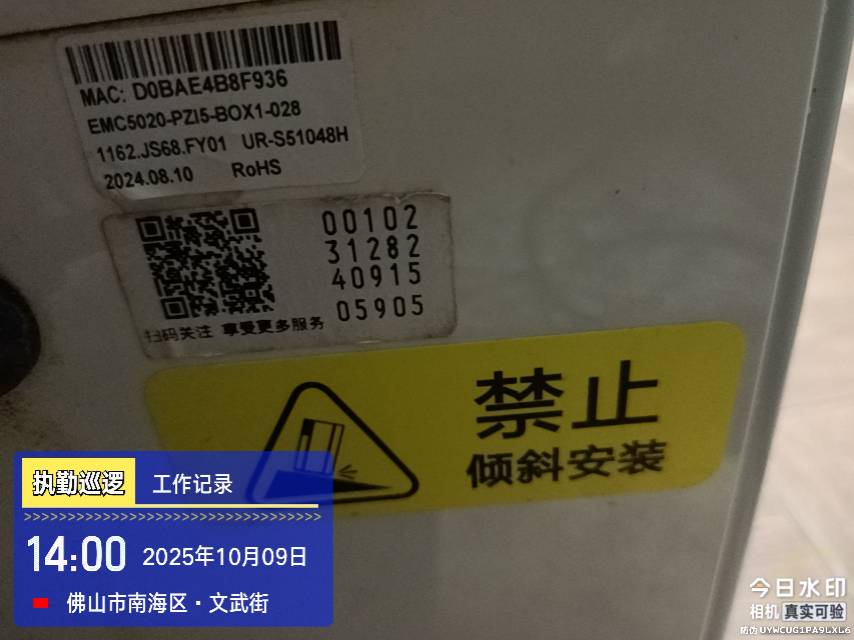 MAC: D0BAE4B8F936
EMC5020-PZI5-BOX1-028
1162.JS68.FY01 UR-S51048H
2024.08.10 RoHS
00102
31282
40915
05905
扫码关注 享受更多服务
禁止
倾斜安装
执勤巡逻 工作记录
14:00 2025年10月09日
佛山市南海区·文武街
今日水印
相机 真实可验
防伪 UYWCUG1PA9LXL6